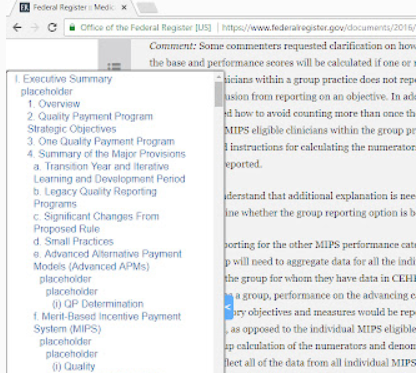 Federal Register :: Medic
Office of the Federal Register [US]
https://www.federalregister.gov/documents/2016/
I. Executive Summary
placeholder
1. Overview
2. Quality Payment Program
Strategic Objectives
3. One Quality Payment Program
4. Summary of the Major Provisions
a. Transition Year and Iterative
Learning and Development Period
b. Legacy Quality Reporting
Programs
c. Significant Changes From
Proposed Rule
d. Small Practices
e. Advanced Alternative Payment
Models (Advanced APMs)
placeholder
placeholder
(i) QP Determination
f. Merit-Based Incentive Payment
System (MIPS)
placeholder
placeholder
(i) Quality
Comment: Some commenters requested clarification on how
the base and performance scores will be calculated if one or
nicians within a group practice does not rep
usion from reporting on an objective. In add
d how to avoid counting more than once th
MIPS eligible clinicians within the group pr
l instructions for calculating the numerators
eported.
derstand that additional explanation is nee
ine whether the group reporting option is b
orting for the other MIPS performance cat
p will need to aggregate data for all the indi
the group for whom they have data in CEHR
a group, performance on the advancing c
ry objectives and measures would be repo
, as opposed to the individual MIPS eligible
up calculation of the numerators and denom
flect all of the data from all individual MIPS